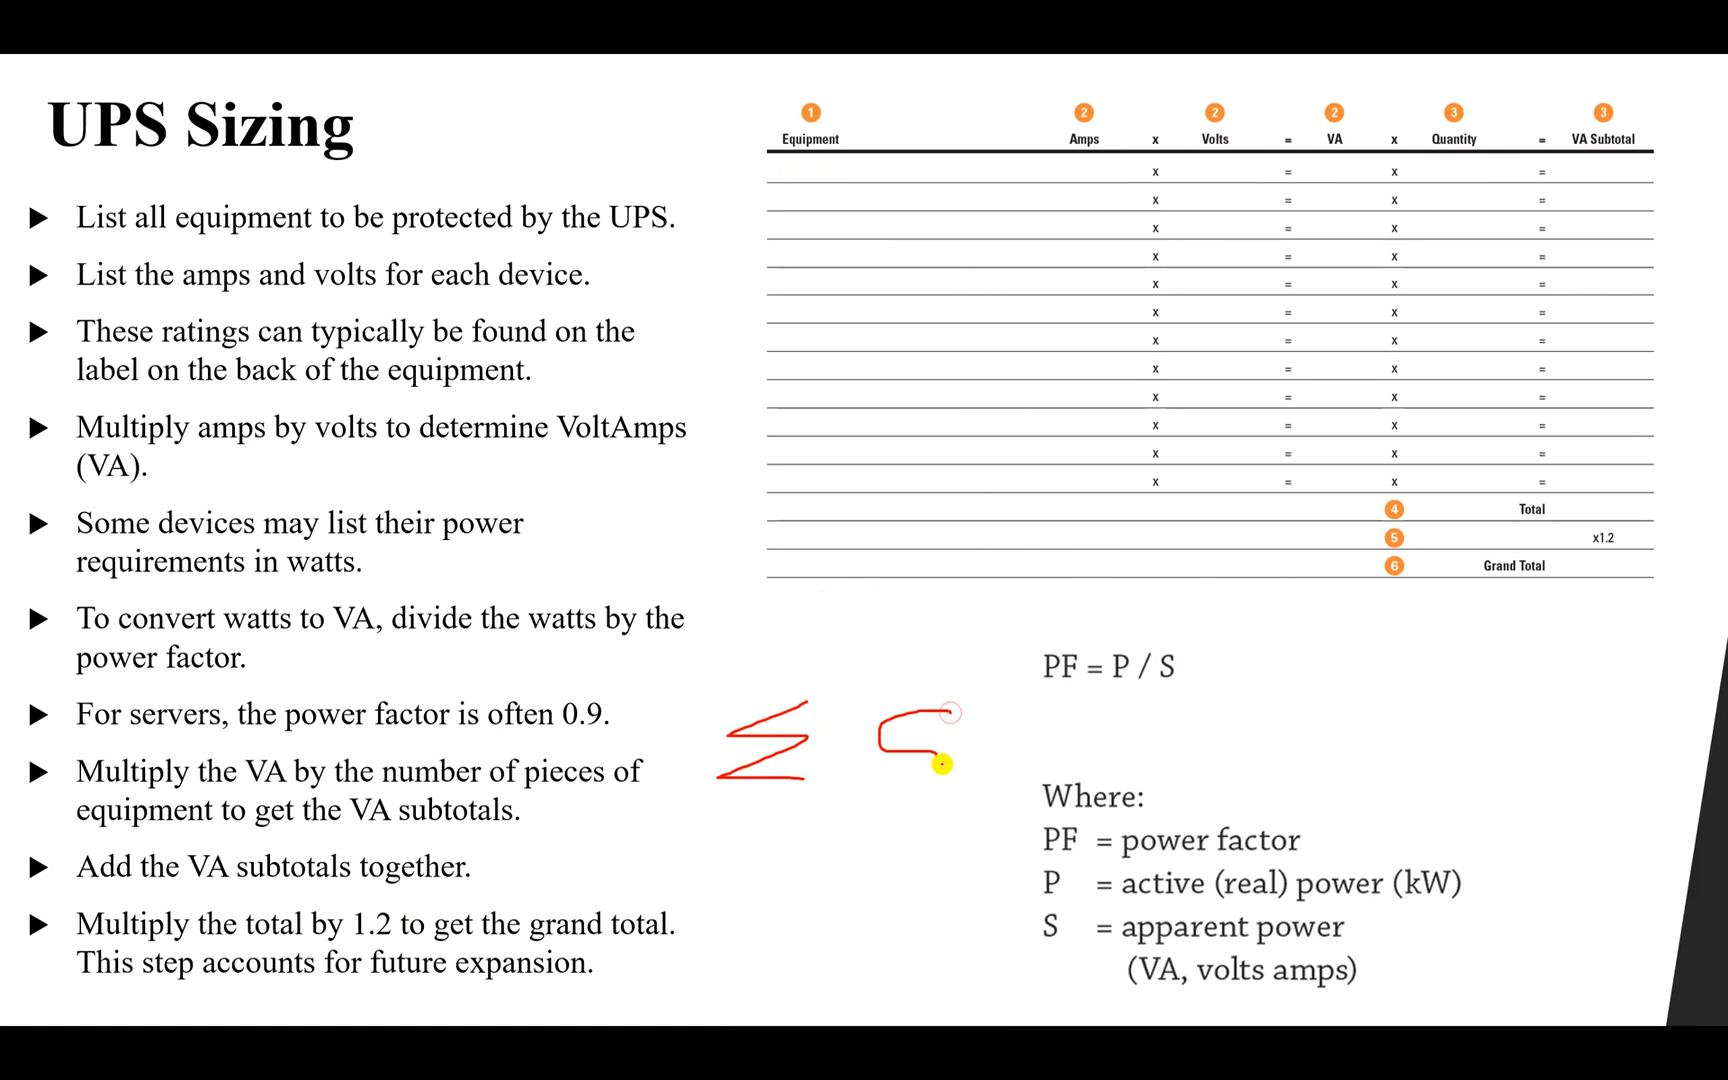 UPS Sizing
List all equipment to be protected by the UPS.
List the amps and volts for each device.
These ratings can typically be found on the
label on the back of the equipment.
Multiply amps by volts to determine VoltAmps
(VA).
Some devices may list their power
requirements in watts.
To convert watts to VA, divide the watts by the
power factor.
For servers, the power factor is often 0.9.
Multiply the VA by the number of pieces of
equipment to get the VA subtotals.
Add the VA subtotals together.
Multiply the total by 1.2 to get the grand total.
This step accounts for future expansion.
1 2 2 2 3 3
Equipment Amps x Volts = VA x Quantity = VA Subtotal
x = x =
x = x =
x = x =
x = x =
x = x =
x = x =
x = x =
x = x =
x = x =
x = x =
x = x =
x = x =
4 Total
5 x1.2
6 Grand Total
PF = P / S
Where:
PF = power factor
P = active (real) power (kW)
S = apparent power
(VA, volts amps)